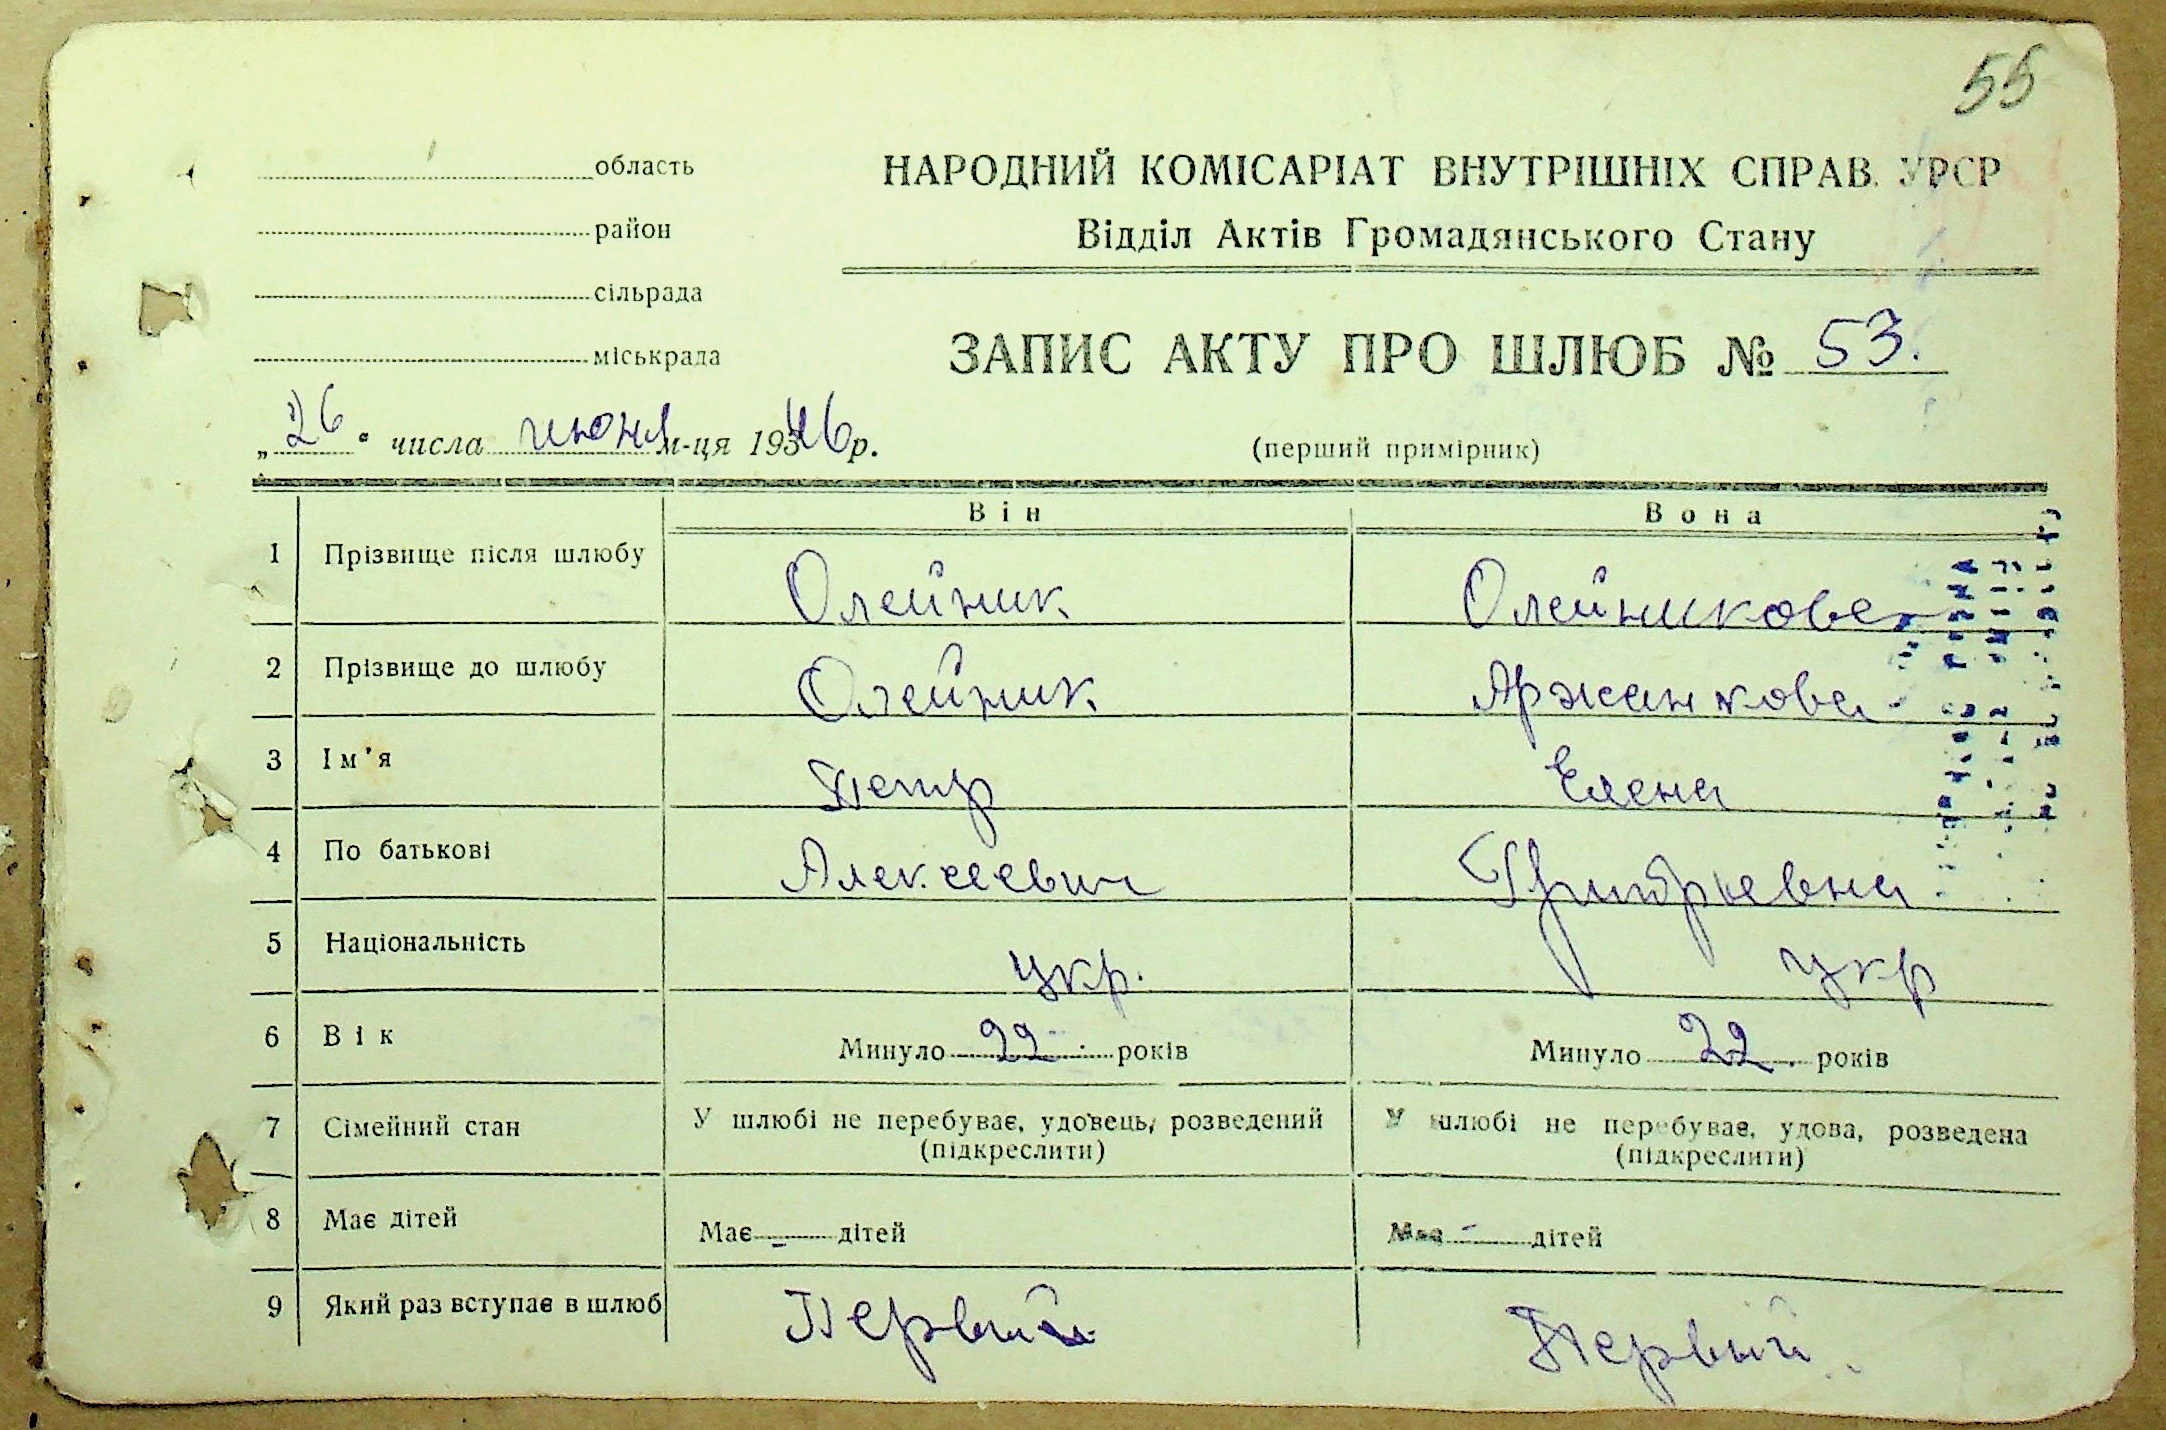 55
область
район
сільрада
міськрада
НАРОДНИЙ КОМІСАРІАТ ВНУТРІШНІХ СПРАВ УРСР
Відділ Актів Громадянського Стану
ЗАПИС АКТУ ПРО ШЛЮБ № 53.
„26“ числа июня м-ця 1946 р.
(перший примірник)
Він Вона
1 Прізвище після шлюбу Олейник Олейникова
2 Прізвище до шлюбу Олейник Аржанкова
3 Ім'я Петр Елена
4 По батькові Алексеевич Григорьевна
5 Національність укр. укр
6 Вік Минуло 22 років Минуло 22. років
7 Сімейний стан У шлюбі не перебуває, удовець, розведений У шлюбі не перебуває, удова, розведена
(підкреслити) (підкреслити)
8 Має дітей Має - дітей Має - дітей
9 Який раз вступає в шлюб Первый Первый.